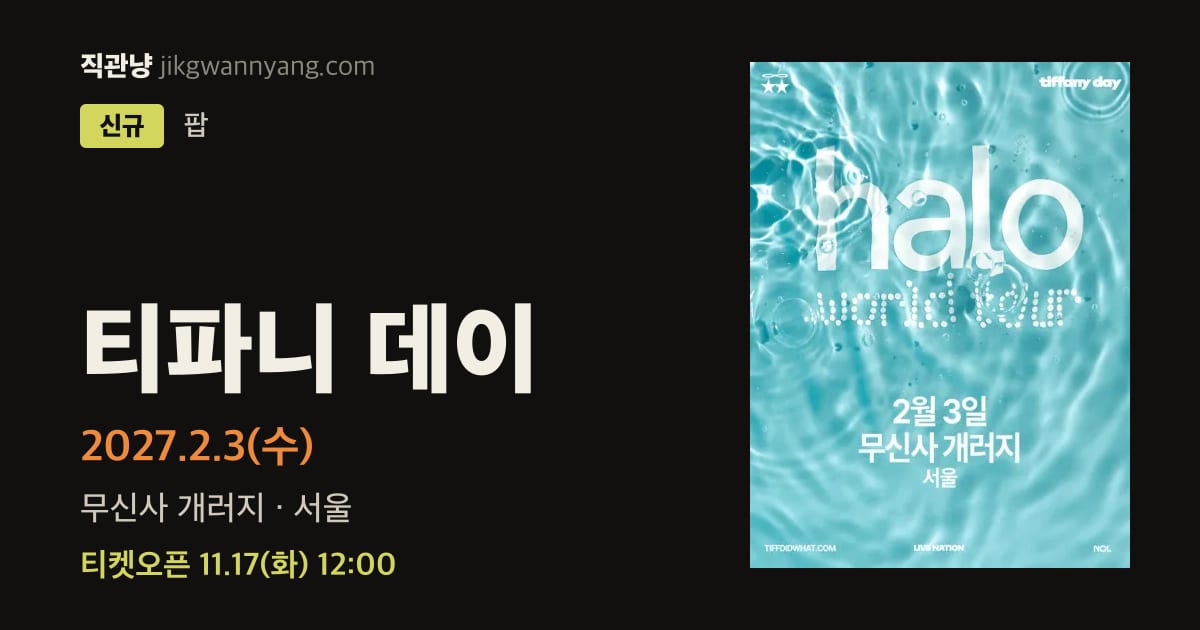 직관냥 jikgwannyang.com
신규 팝
티파니 데이
2027.2.3(수)
무신사 개러지 · 서울
티켓오픈 11.17(화) 12:00
tiffany day
halo
world tour
2월 3일
무신사 개러지
서울
TIFFDIDWHAT.COM LIVE NATION NOL